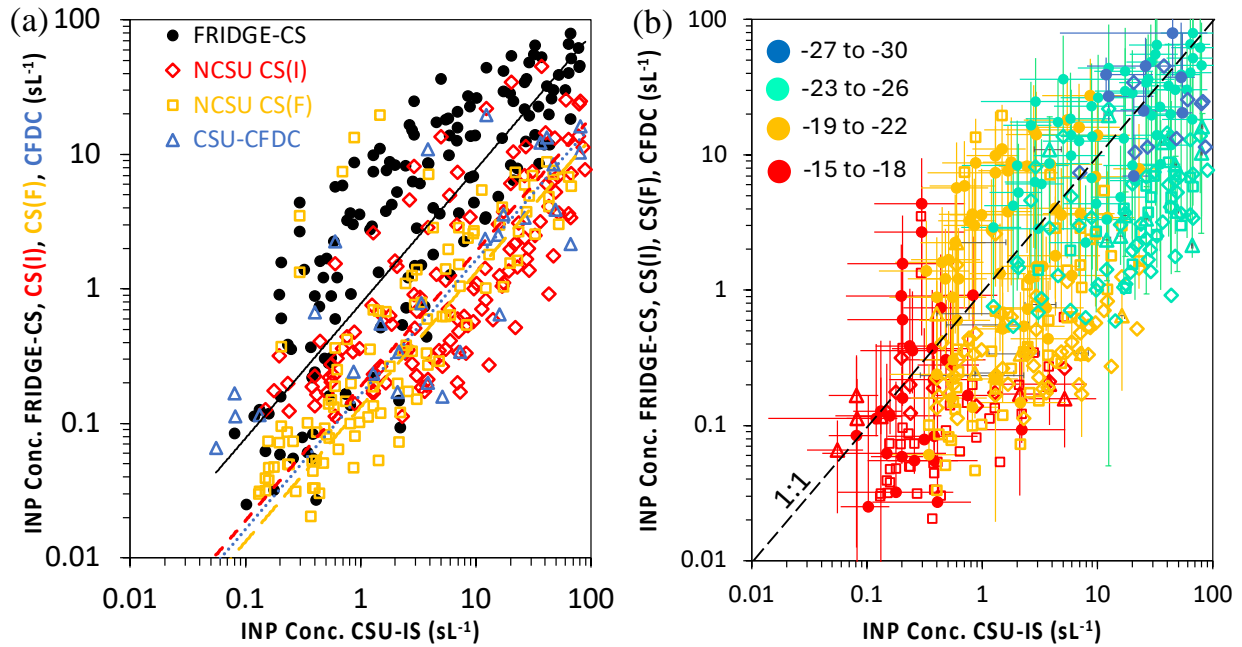 (a)
100
10
1
0.1
0.01
INP Conc. FRIDGE-CS, CS(I), CS(F), CFDC (sL⁻¹)
FRIDGE-CS
NCSU CS(I)
NCSU CS(F)
CSU-CFDC
0.01
0.1
1
10
100
INP Conc. CSU-IS (sL⁻¹)
(b)
100
10
1
0.1
0.01
INP Conc. FRIDGE-CS, CS(I), CS(F), CFDC (sL⁻¹)
-27 to -30
-23 to -26
-19 to -22
-15 to -18
1:1
0.01
0.1
1
10
100
INP Conc. CSU-IS (sL⁻¹)